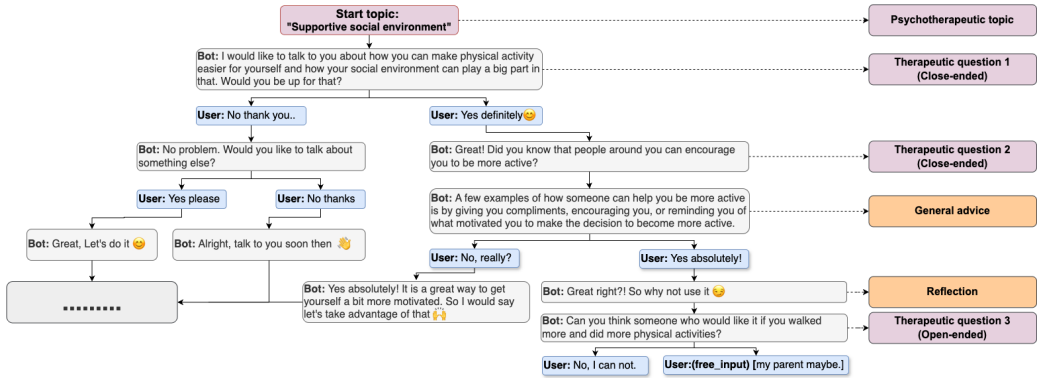 Start topic:
"Supportive social environment"
Psychotherapeutic topic
Bot: I would like to talk to you about how you can make physical activity
easier for yourself and how your social environment can play a big part in
that. Would you be up for that?
Therapeutic question 1
(Close-ended)
User: No thank you..
User: Yes definitely😊
Bot: No problem. Would you like to talk about
something else?
Bot: Great! Did you know that people around you can encourage
you to be more active?
Therapeutic question 2
(Close-ended)
User: Yes please
User: No thanks
Bot: A few examples of how someone can help you be more active
is by giving you compliments, encouraging you, or reminding you of
what motivated you to make the decision to become more active.
General advice
Bot: Great, Let's do it 😊
Bot: Alright, talk to you soon then 👋
User: No, really?
User: Yes absolutely!
.........
Bot: Yes absolutely! It is a great way to get
yourself a bit more motivated. So I would say
let's take advantage of that 🙌
Bot: Great right?! So why not use it 😏
Reflection
Bot: Can you think someone who would like it if you walked
more and did more physical activities?
Therapeutic question 3
(Open-ended)
User: No, I can not.
User:(free_input) [my parent maybe.]